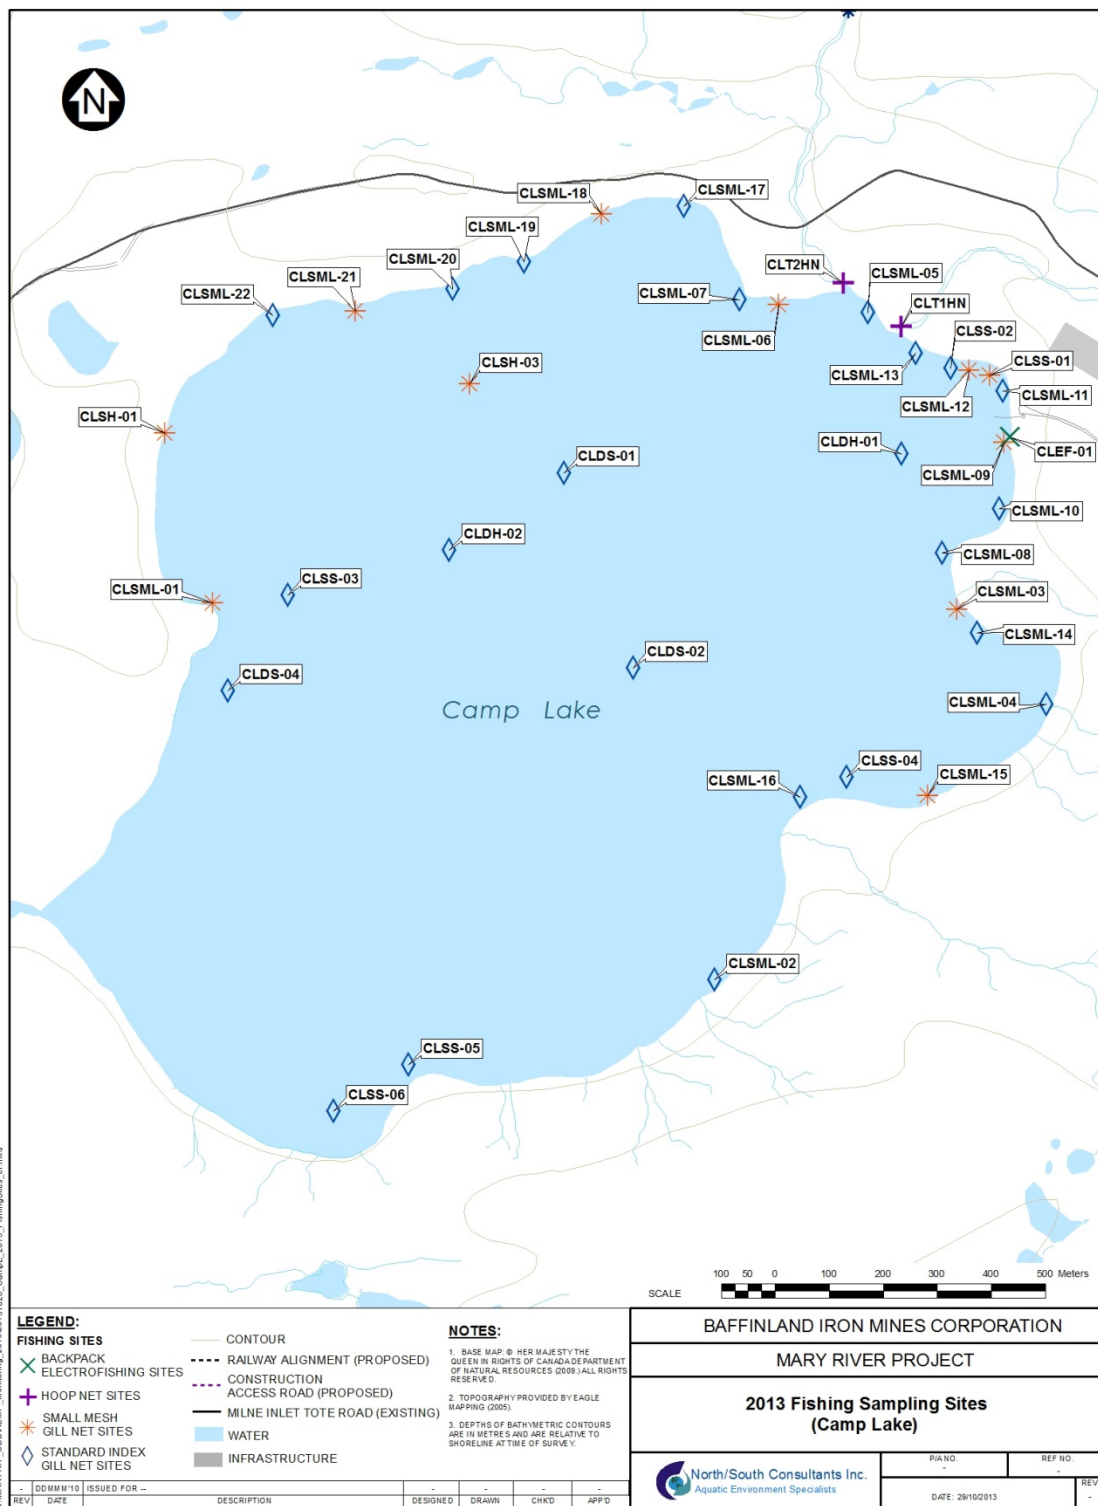 N
CLSML-18
CLSML-17
CLSML-19
CLSML-20
CLT2HN
CLSML-21
CLSML-05
CLSML-22
CLSML-07
CLT1HN
CLSML-06
CLSS-02
CLSH-03
CLSML-13
CLSS-01
CLSML-12
CLSML-11
CLSH-01
CLDH-01
CLEF-01
CLDS-01
CLSML-09
CLSML-10
CLDH-02
CLSML-08
CLSS-03
CLSML-01
CLSML-03
CLSML-14
CLDS-02
CLDS-04
CLSML-04
Camp Lake
CLSS-04
CLSML-16
CLSML-15
CLSML-02
CLSS-05
CLSS-06
100 50 0 100 200 300 400 500 Meters
SCALE
LEGEND:
FISHING SITES
BACKPACK
ELECTROFISHING SITES
HOOP NET SITES
SMALL MESH
GILL NET SITES
STANDARD INDEX
GILL NET SITES
CONTOUR
RAILWAY ALIGNMENT (PROPOSED)
CONSTRUCTION
ACCESS ROAD (PROPOSED)
MILNE INLET TOTE ROAD (EXISTING)
WATER
INFRASTRUCTURE
NOTES:
1. BASE MAP: © HER MAJESTY THE
QUEEN IN RIGHTS OF CANADA DEPARTMENT
OF NATURAL RESOURCES (2009.) ALL RIGHTS
RESERVED.
2. TOPOGRAPHY PROVIDED BY EAGLE
MAPPING (2005).
3. DEPTHS OF BATHYMETRIC CONTOURS
ARE IN METRES AND ARE RELATIVE TO
SHORELINE AT TIME OF SURVEY.
BAFFINLAND IRON MINES CORPORATION
MARY RIVER PROJECT
2013 Fishing Sampling Sites
(Camp Lake)
North/South Consultants Inc.
Aquatic Environment Specialists
P/A NO.
-
REF NO.
-
DATE: 29/10/2013
REV
-
- DDMMM'10 ISSUED FOR -- - - - -
REV DATE DESCRIPTION DESIGNED DRAWN CHK'D APP'D